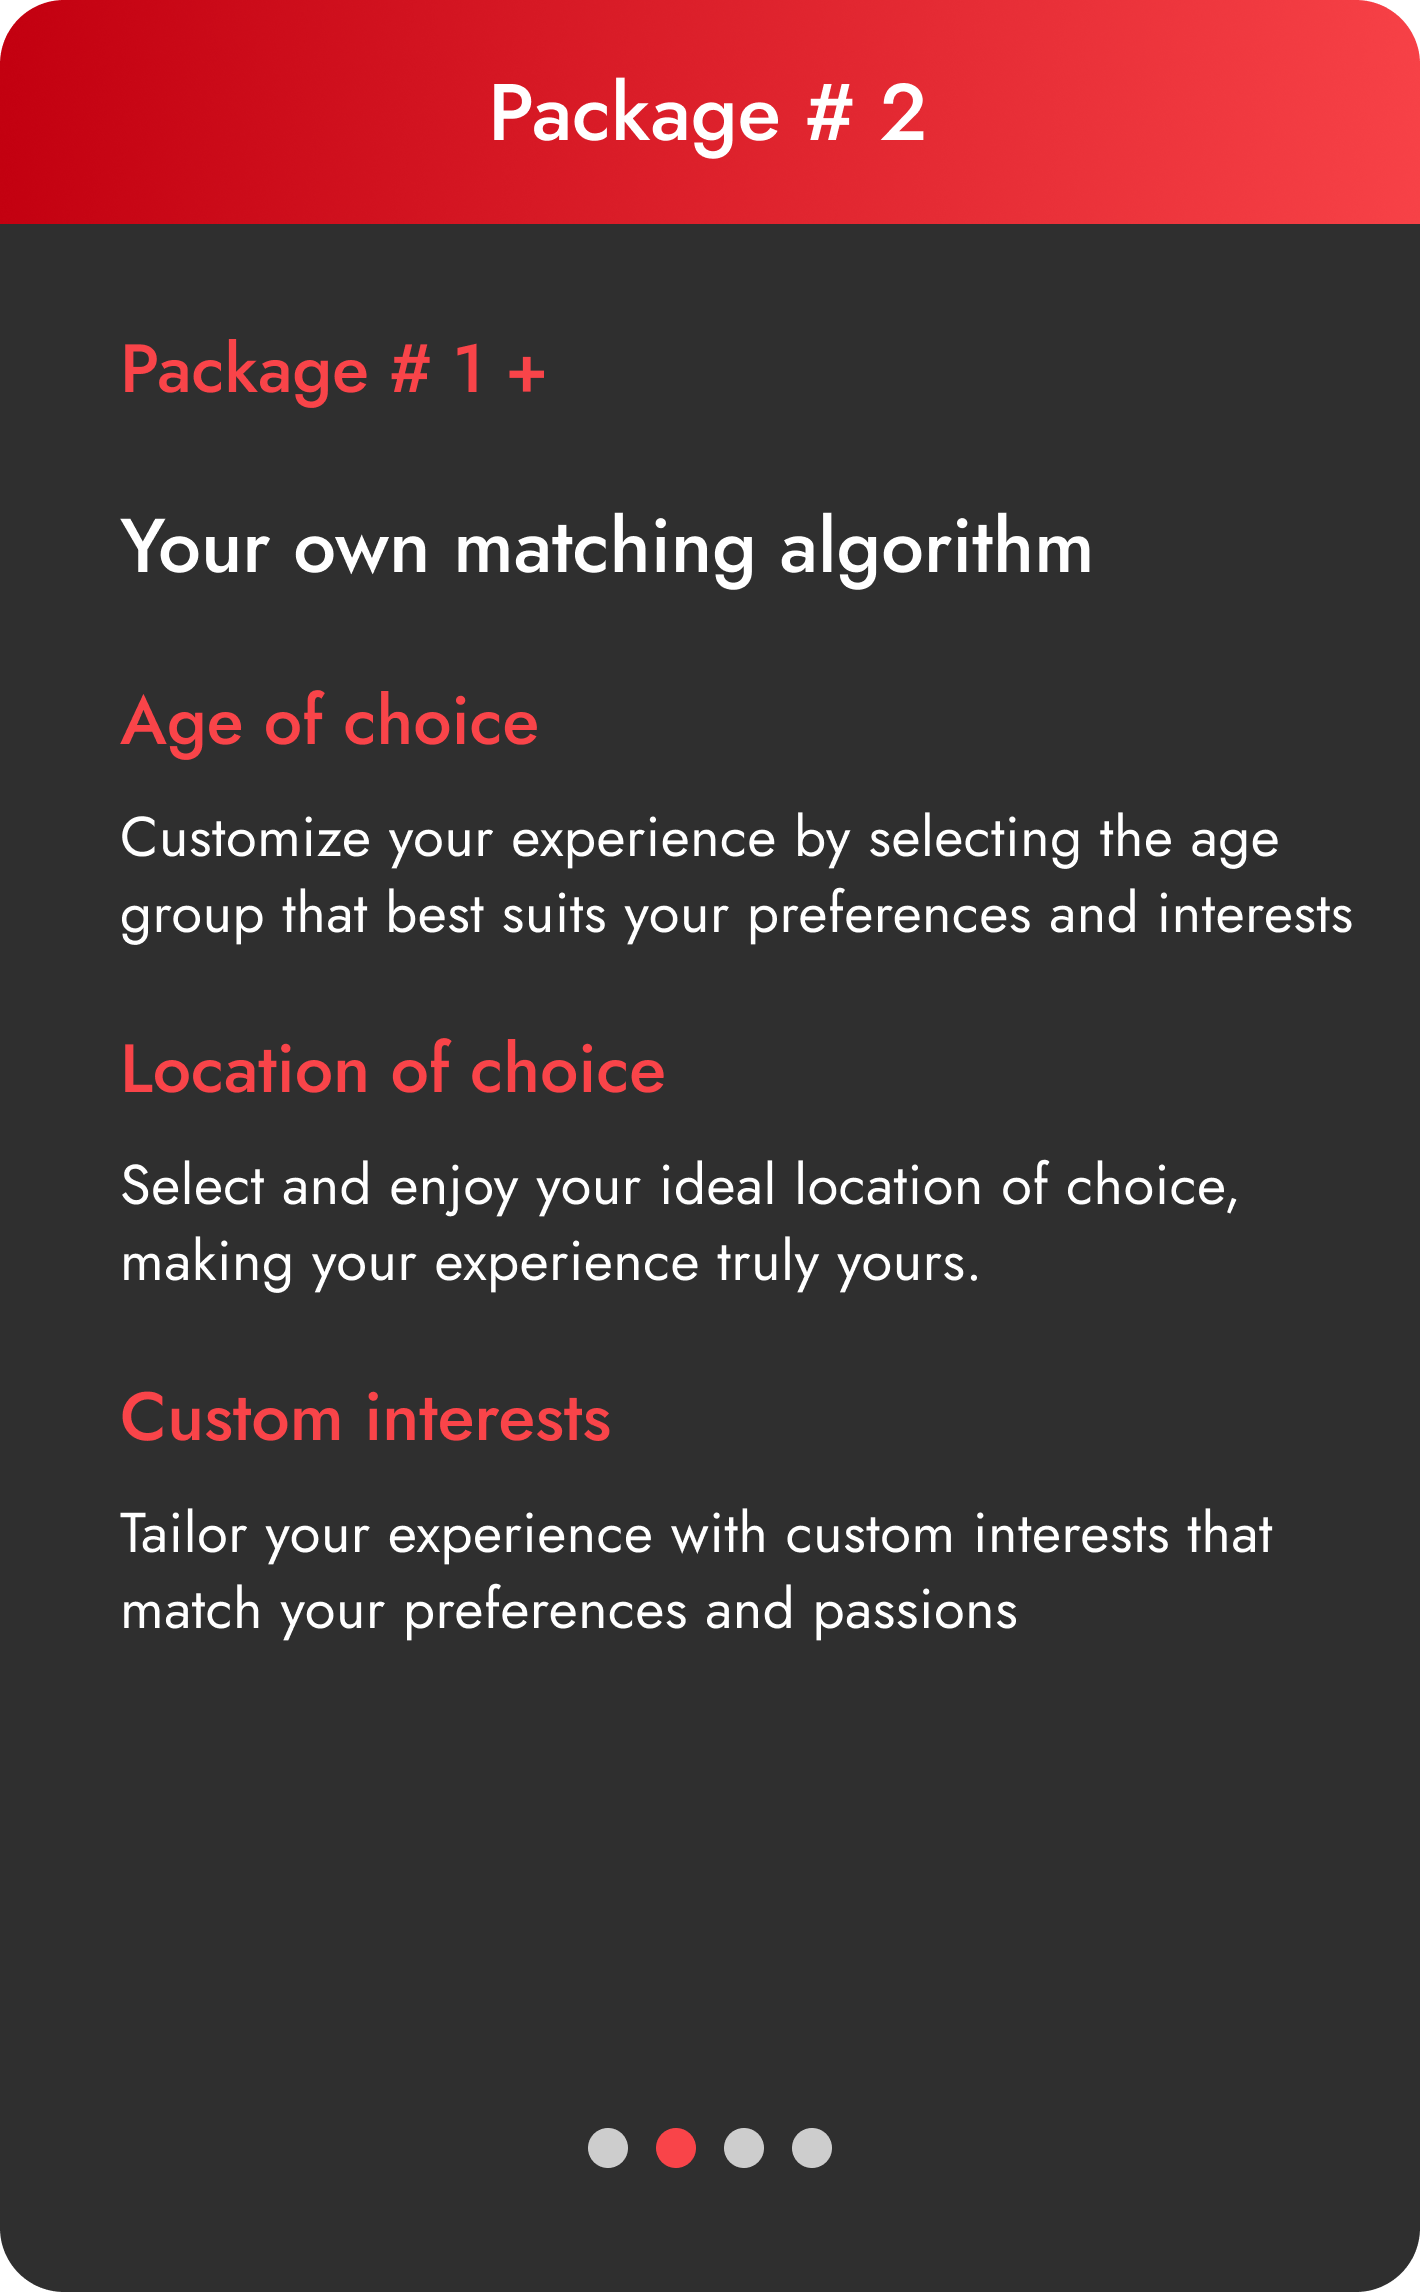 Package # 2
Package # 1 +
Your own matching algorithm
Age of choice
Customize your experience by selecting the age
group that best suits your preferences and interests
Location of choice
Select and enjoy your ideal location of choice,
making your experience truly yours.
Custom interests
Tailor your experience with custom interests that
match your preferences and passions